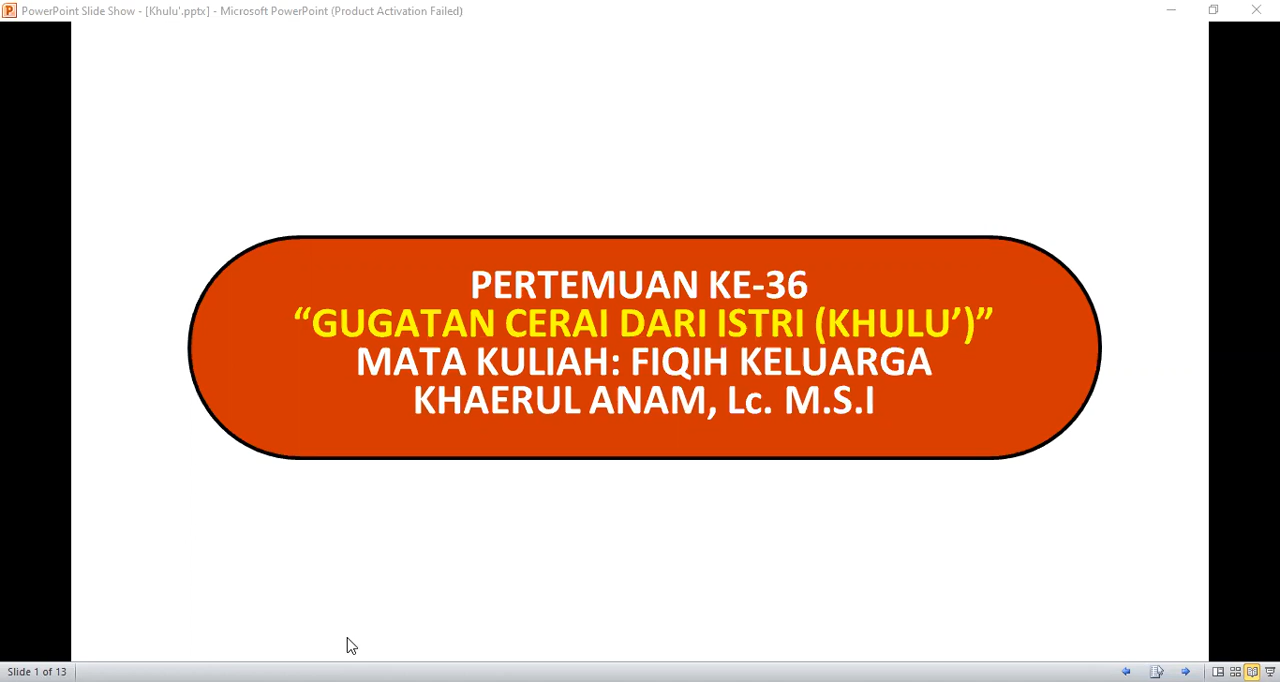 PowerPoint Slide Show - [Khulu'.pptx] - Microsoft PowerPoint (Product Activation Failed)
PERTEMUAN KE-36
“GUGATAN CERAI DARI ISTRI (KHULU’)”
MATA KULIAH: FIQIH KELUARGA
KHAERUL ANAM, Lc. M.S.I
Slide 1 of 13